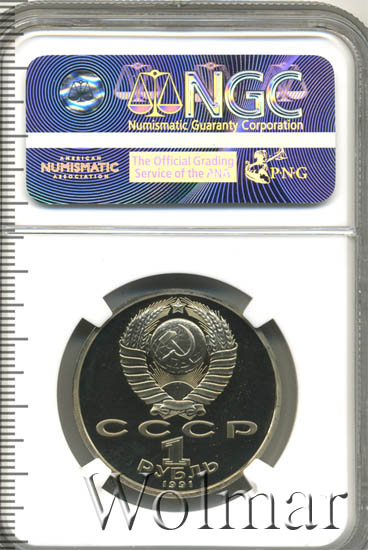 NGC
Numismatic Guaranty Corporation
AMERICAN
NUMISMATIC
ASSOCIATION
The Official Grading
Service of the PNG
PNG
СССР
1
РУБЛЬ
1991
Wolmar